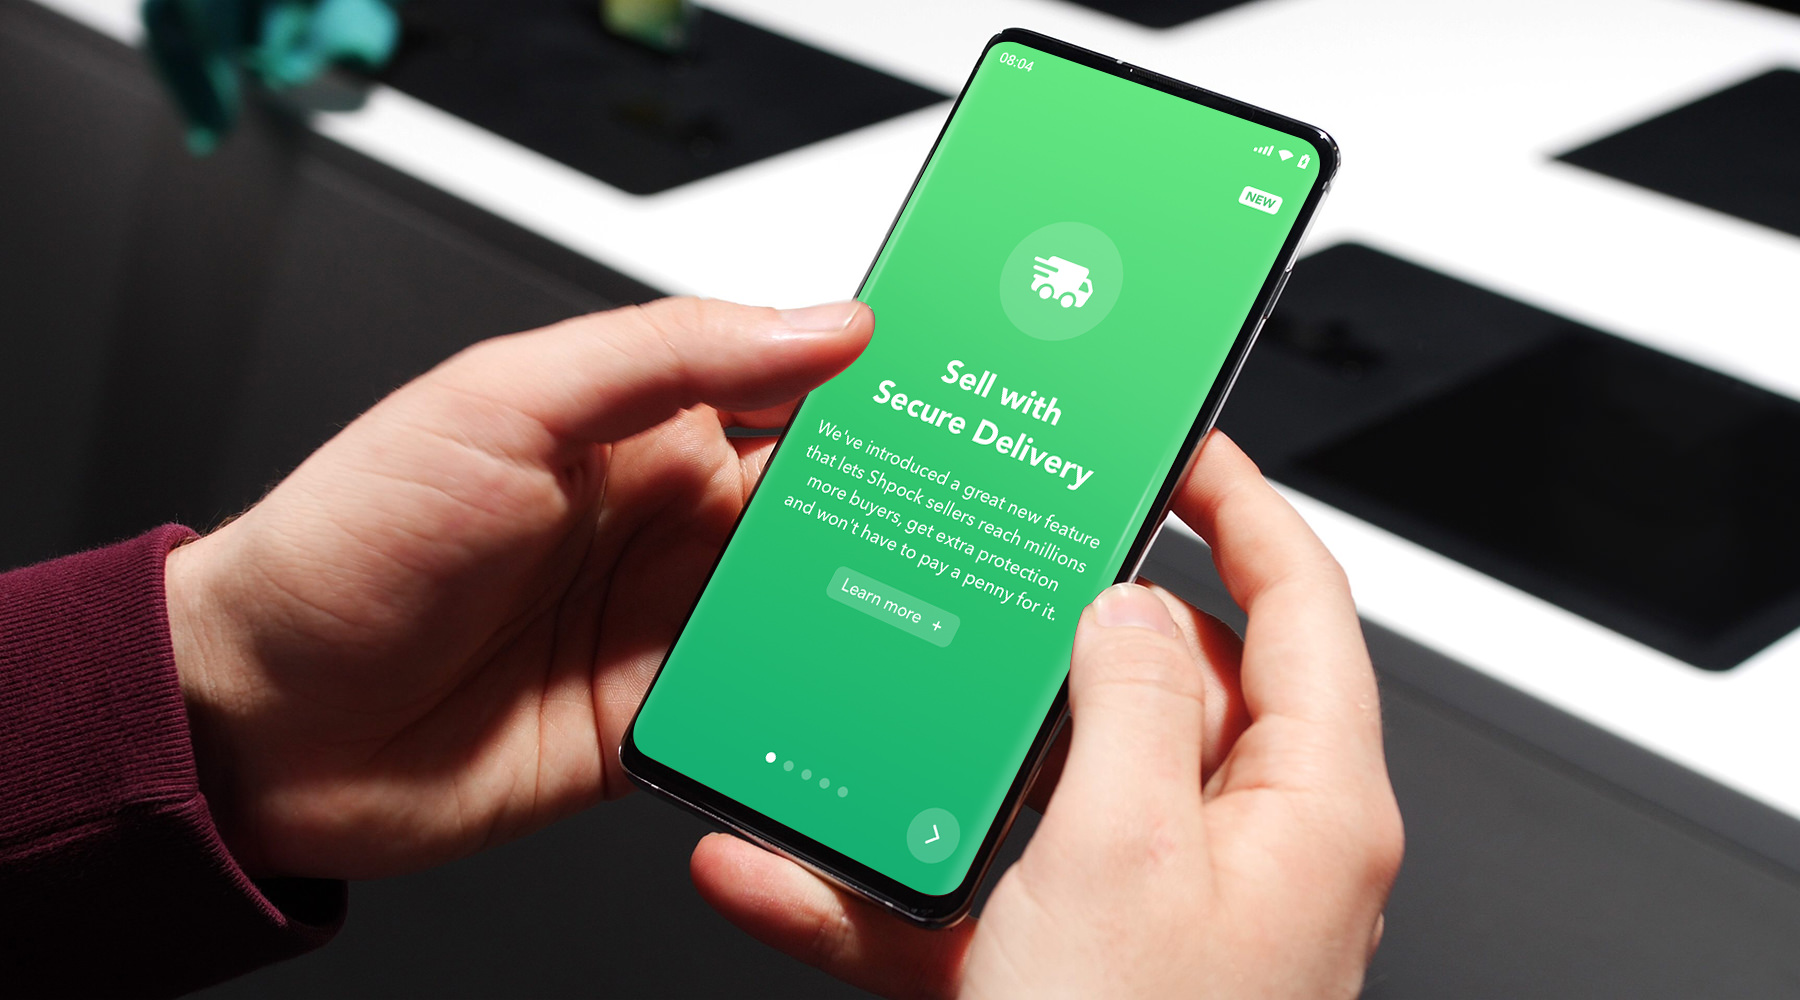 08:04
NEW
Sell with
Secure Delivery
We've introduced a great new feature
that lets Shpock sellers reach millions
more buyers, get extra protection
and won't have to pay a penny for it.
Learn more +